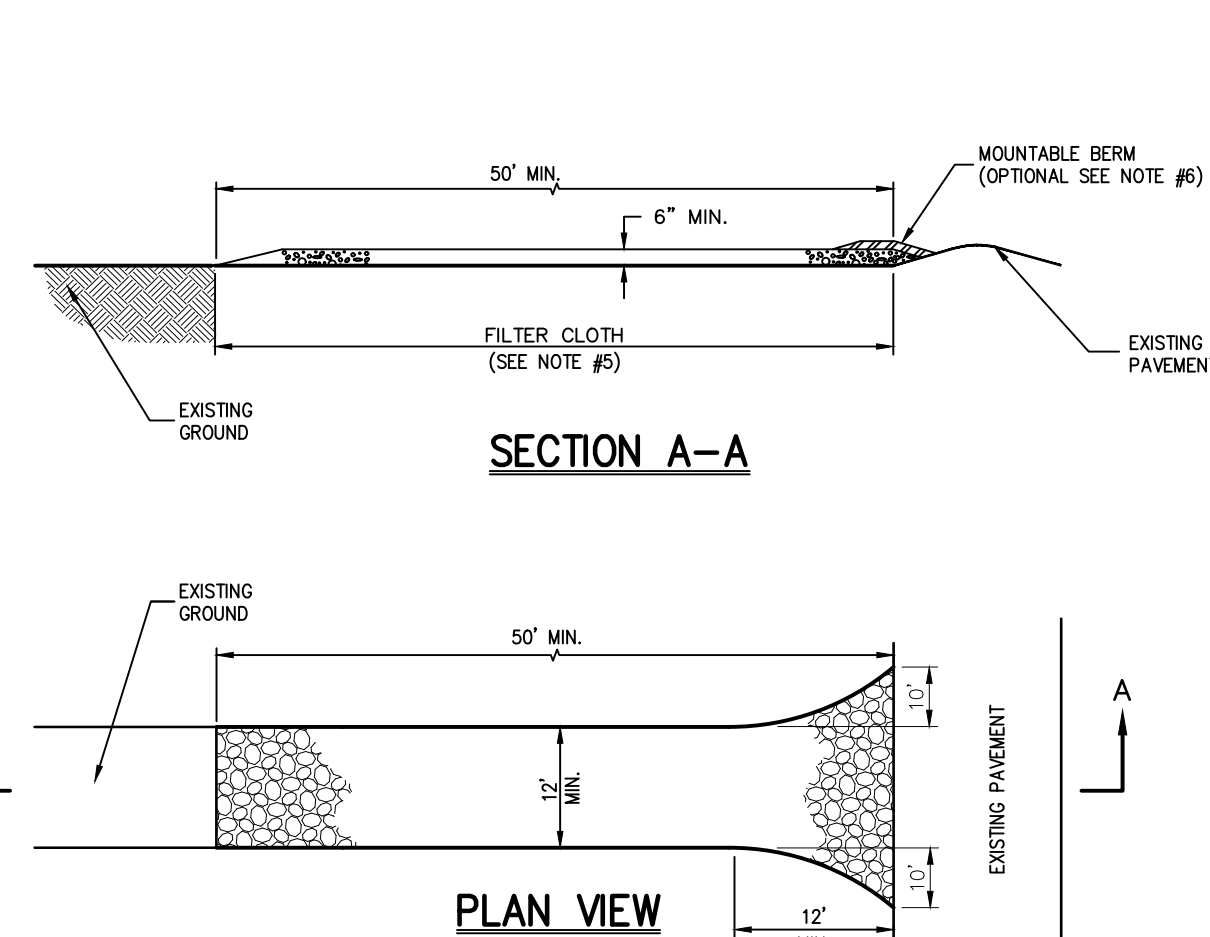 MOUNTABLE BERM
(OPTIONAL SEE NOTE #6)
50' MIN.
6" MIN.
FILTER CLOTH
(SEE NOTE #5)
EXISTING
EXISTING
GROUND
SECTION A-A
EXISTING
GROUND
50' MIN.
10'
A
EXISTING PAVEMENT
12'
MIN.
10'
PLAN VIEW
12'